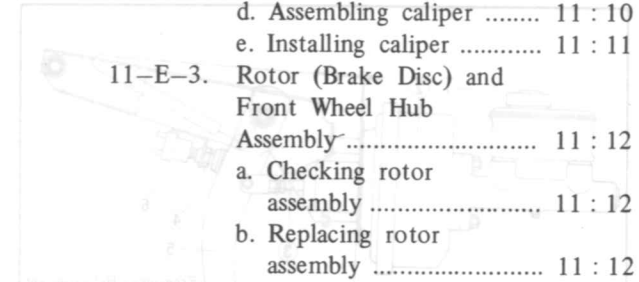 d. Assembling caliper ........ 11 : 10
e. Installing caliper ............ 11 : 11
11–E–3. Rotor (Brake Disc) and
Front Wheel Hub
Assembly ............................ 11 : 12
a. Checking rotor
assembly ......................... 11 : 12
b. Replacing rotor
assembly ......................... 11 : 12